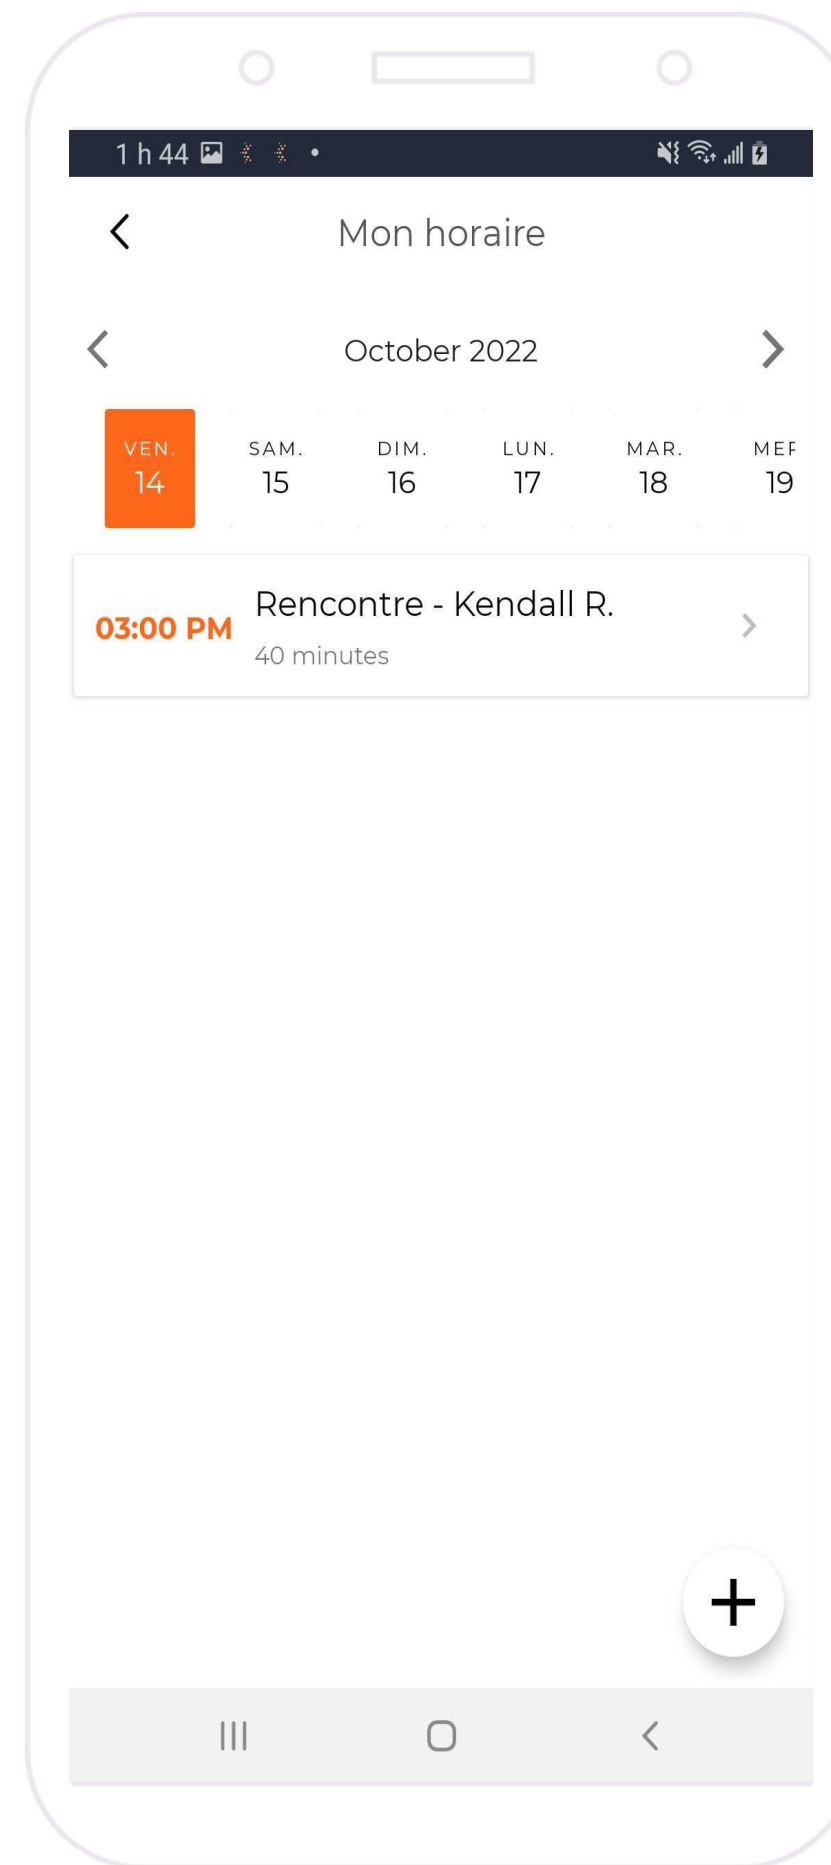 1 h 44
Mon horaire
October 2022
VEN. SAM. DIM. LUN. MAR.
14 15 16 17 18 19
Rencontre - Kendall R.
03:00 PM
40 minutes